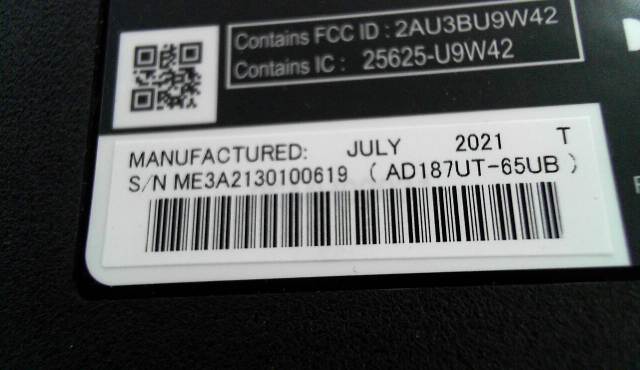 Contains FCC ID : 2AU3BU9W42
Contains IC : 25625-U9W42
MANUFACTURED: JULY 2021 T
S/N ME3A2130100619 ( AD187UT-65UB )